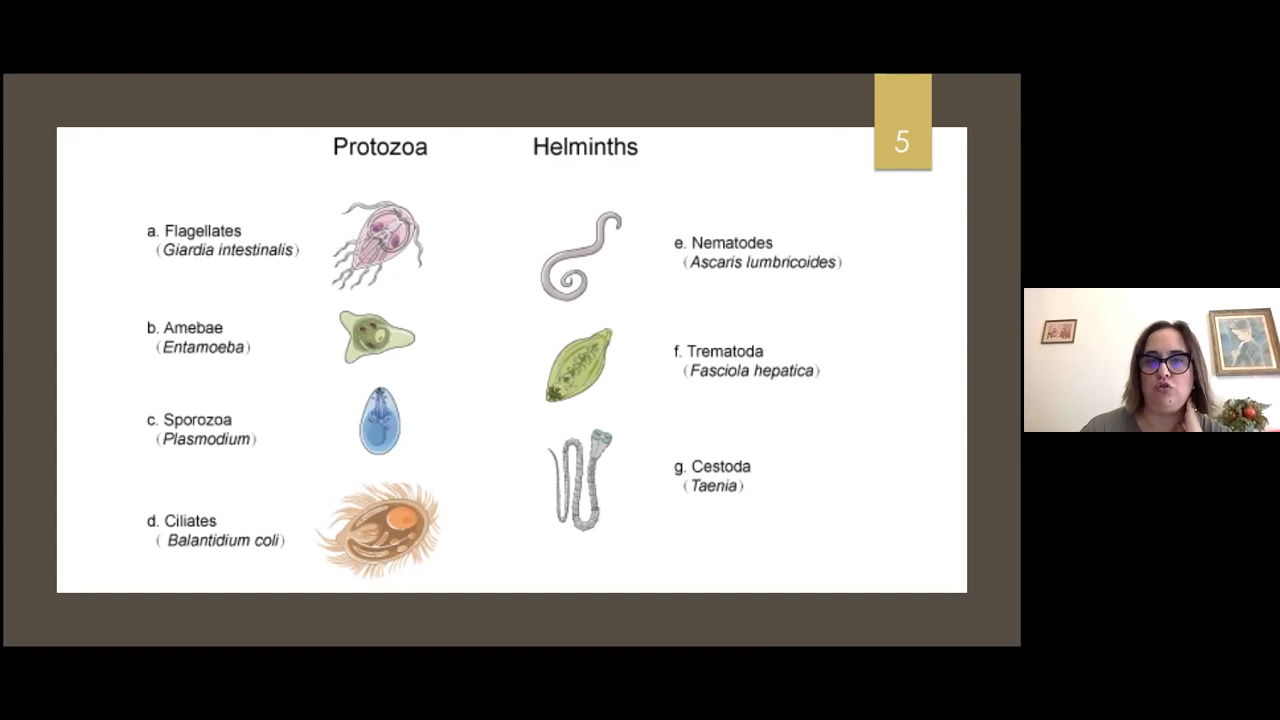 5
Protozoa
Helminths
a. Flagellates
(Giardia intestinalis)
b. Amebae
(Entamoeba)
c. Sporozoa
(Plasmodium)
d. Ciliates
( Balantidium coli)
e. Nematodes
(Ascaris lumbricoides)
f. Trematoda
(Fasciola hepatica)
g. Cestoda
(Taenia)